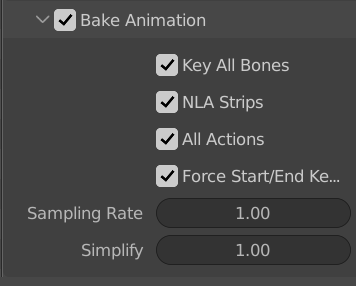 Bake Animation
Key All Bones
NLA Strips
All Actions
Force Start/End Ke...
Sampling Rate 1.00
Simplify 1.00